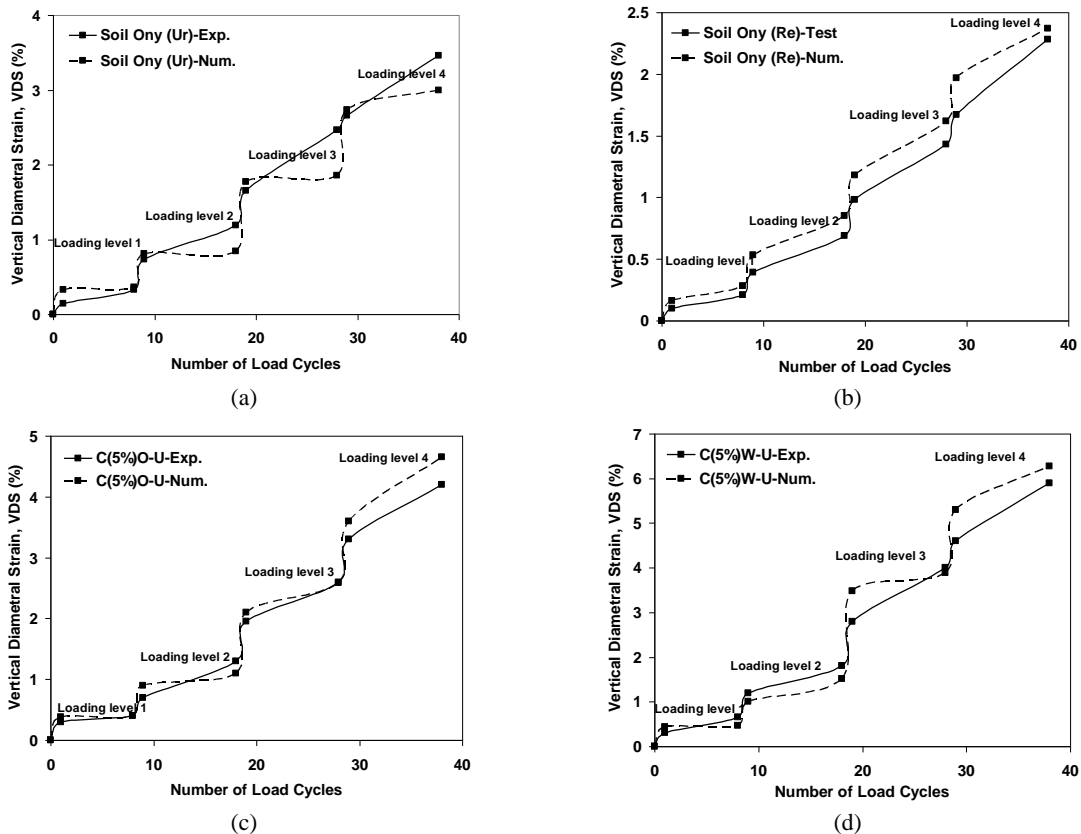 4
3
2
1
0
Vertical Diametral Strain, VDS (%)
Soil Ony (Ur)-Exp.
Soil Ony (Ur)-Num.
Loading level 4
Loading level 3
Loading level 2
Loading level 1
0 10 20 30 40
Number of Load Cycles
(a)
2.5
2
1.5
1
0.5
0
Vertical Diametral Strain, VDS (%)
Soil Ony (Re)-Test
Soil Ony (Re)-Num.
Loading level 4
Loading level 3
Loading level 2
Loading level
0 10 20 30 40
Number of Load Cycles
(b)
5
4
3
2
1
0
Vertical Diametral Strain, VDS (%)
C(5%)O-U-Exp.
C(5%)O-U-Num.
Loading level 4
Loading level 3
Loading level 2
Loading level 1
0 10 20 30 40
Number of Load Cycles
(c)
7
6
5
4
3
2
1
0
Vertical Diametral Strain, VDS (%)
C(5%)W-U-Exp.
C(5%)W-U-Num.
Loading level 4
Loading level 3
Loading level 2
Loading level
0 10 20 30 40
Number of Load Cycles
(d)